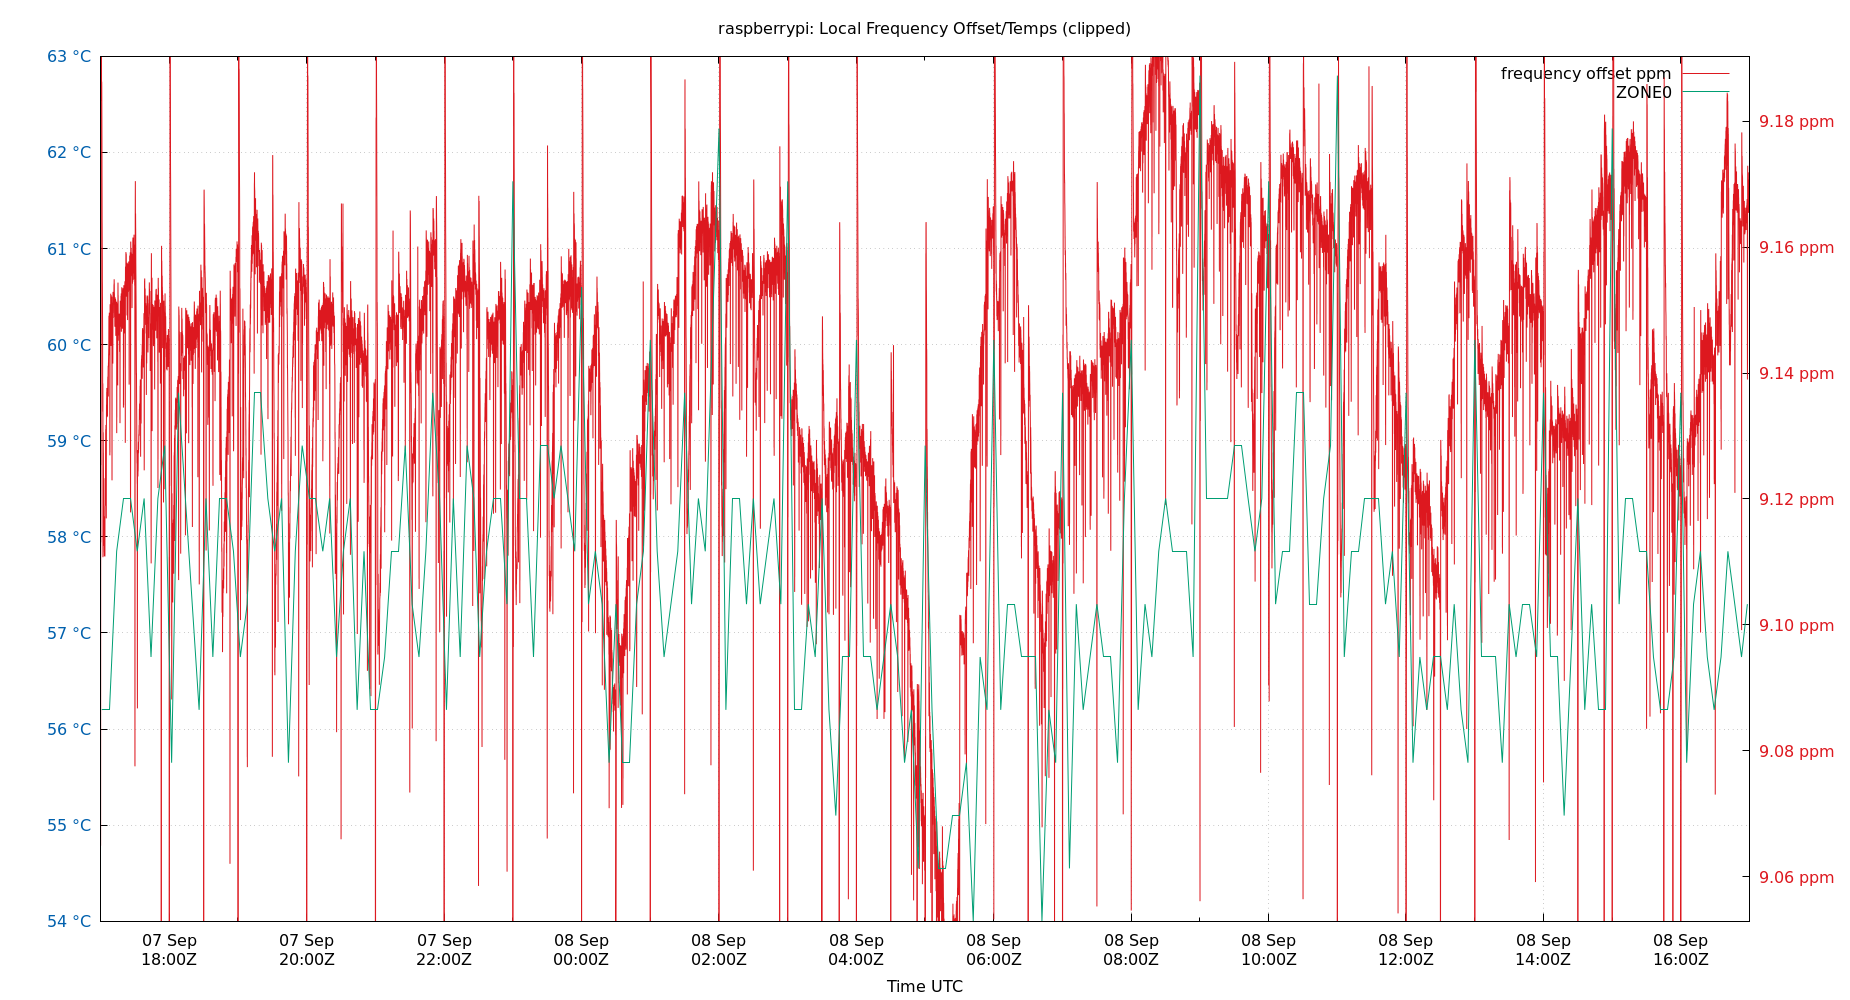 raspberrypi: Local Frequency Offset/Temps (clipped)
63 °C
62 °C
61 °C
60 °C
59 °C
58 °C
57 °C
56 °C
55 °C
54 °C
frequency offset ppm
ZONE0
9.18 ppm
9.16 ppm
9.14 ppm
9.12 ppm
9.10 ppm
9.08 ppm
9.06 ppm
07 Sep 07 Sep 07 Sep 08 Sep 08 Sep 08 Sep 08 Sep 08 Sep 08 Sep 08 Sep 08 Sep 08 Sep
18:00Z 20:00Z 22:00Z 00:00Z 02:00Z 04:00Z 06:00Z 08:00Z 10:00Z 12:00Z 14:00Z 16:00Z
Time UTC